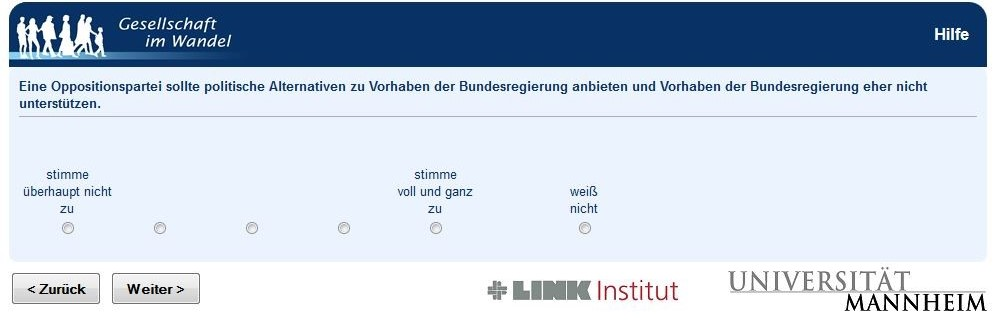 Gesellschaft
im Wandel
Hilfe
Eine Oppositionspartei sollte politische Alternativen zu Vorhaben der Bundesregierung anbieten und Vorhaben der Bundesregierung eher nicht
unterstützen.
stimme
überhaupt nicht
zu
stimme
voll und ganz
zu
weiß
nicht
< Zurück
Weiter >
LINK Institut
UNIVERSITÄT
MANNHEIM